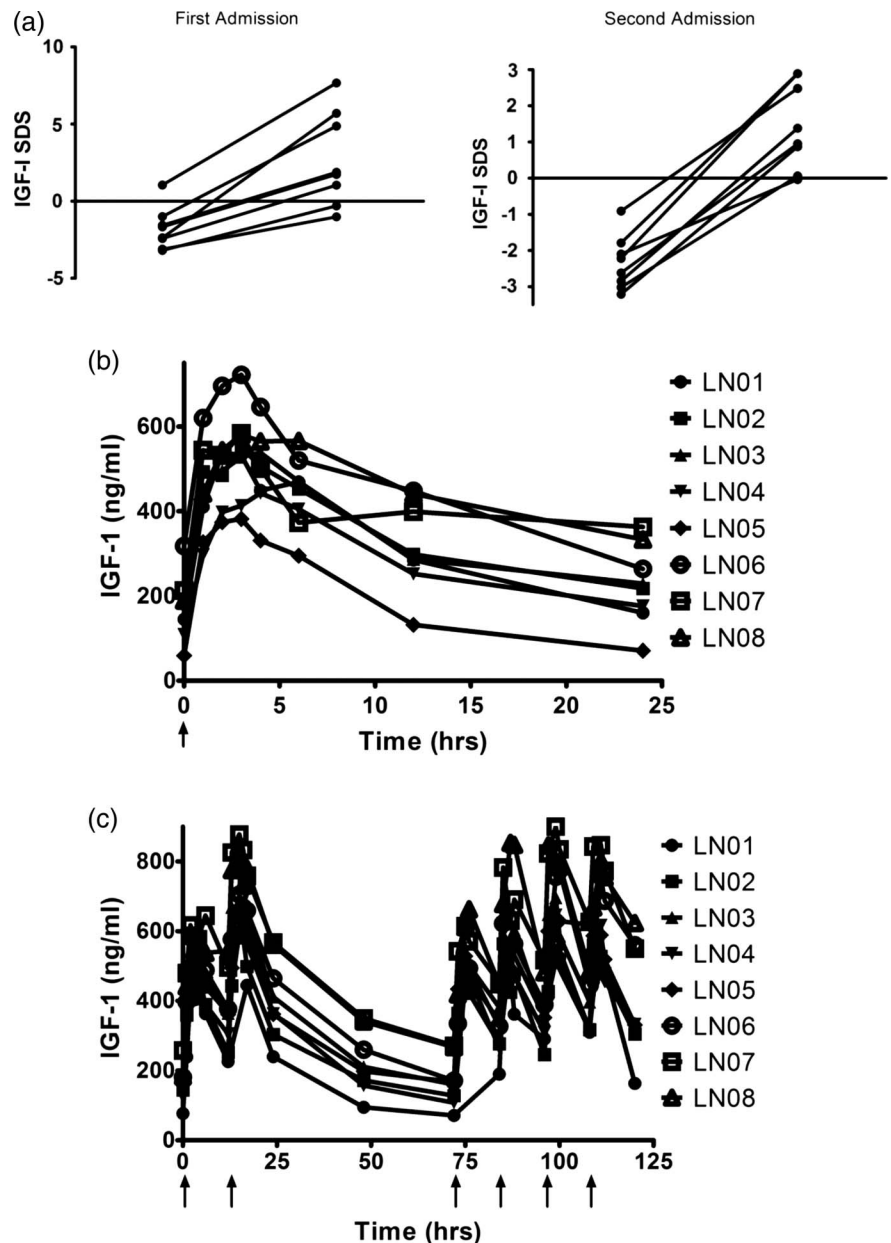 (a)
First Admission
Second Admission
IGF-I SDS
10
5
0
-5
IGF-I SDS
3
2
1
0
-1
-2
-3
(b)
IGF-1 (ng/ml)
600
400
200
0
0 5 10 15 20 25
Time (hrs)
LN01
LN02
LN03
LN04
LN05
LN06
LN07
LN08
(c)
IGF-1 (ng/ml)
800
600
400
200
0
0 25 50 75 100 125
Time (hrs)
LN01
LN02
LN03
LN04
LN05
LN06
LN07
LN08